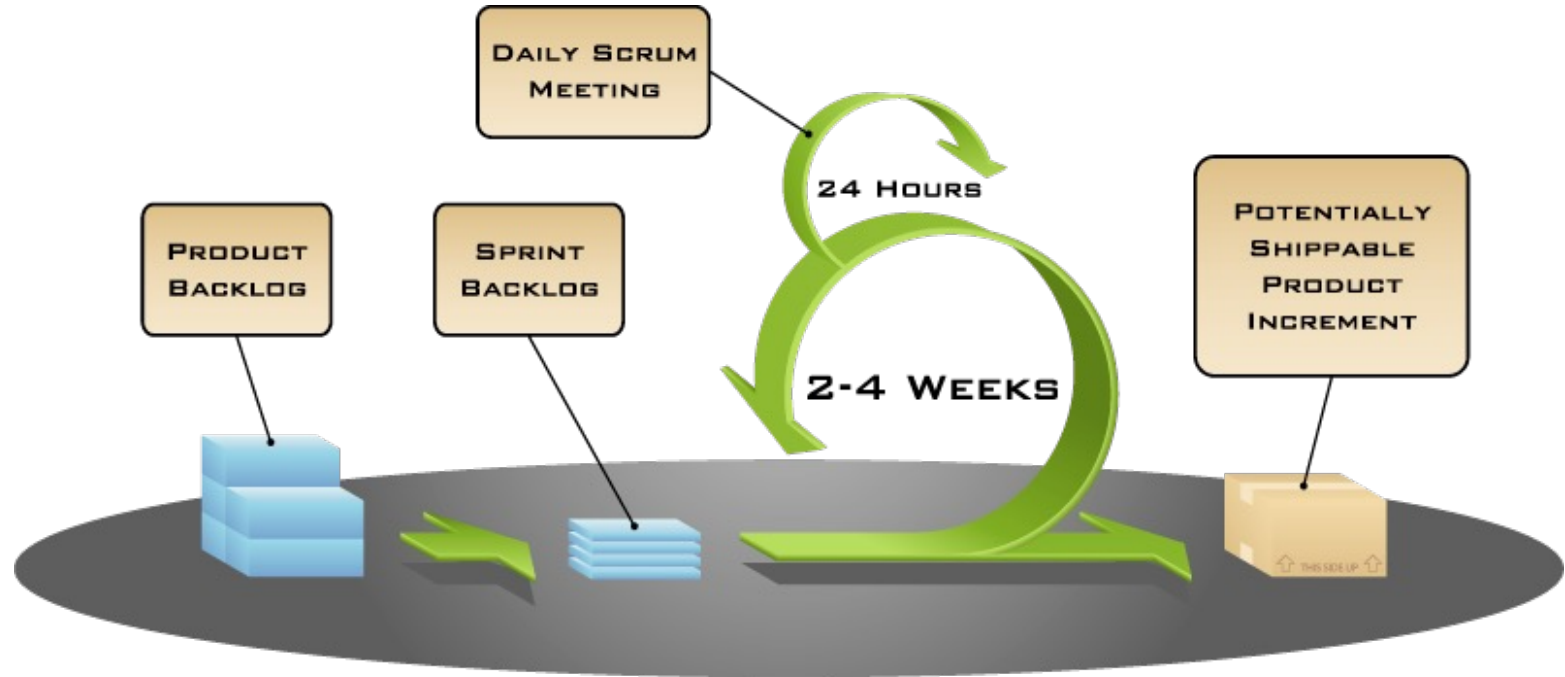 DAILY SCRUM
MEETING
24 HOURS
PRODUCT
BACKLOG
SPRINT
BACKLOG
POTENTIALLY
SHIPPABLE
PRODUCT
INCREMENT
2-4 WEEKS
THIS SIDE UP